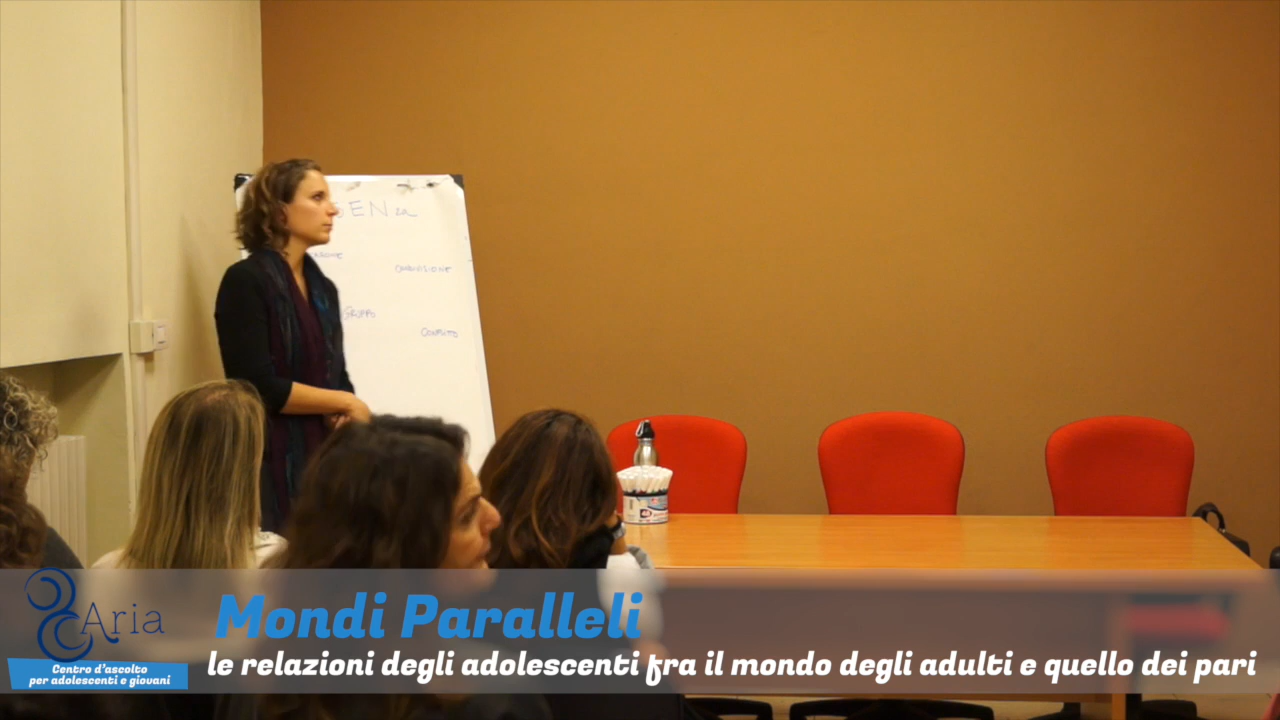 GRUPPO
Aria
Centro d'ascolto
per adolescenti e giovani
Mondi Paralleli
le relazioni degli adolescenti fra il mondo degli adulti e quello dei pari